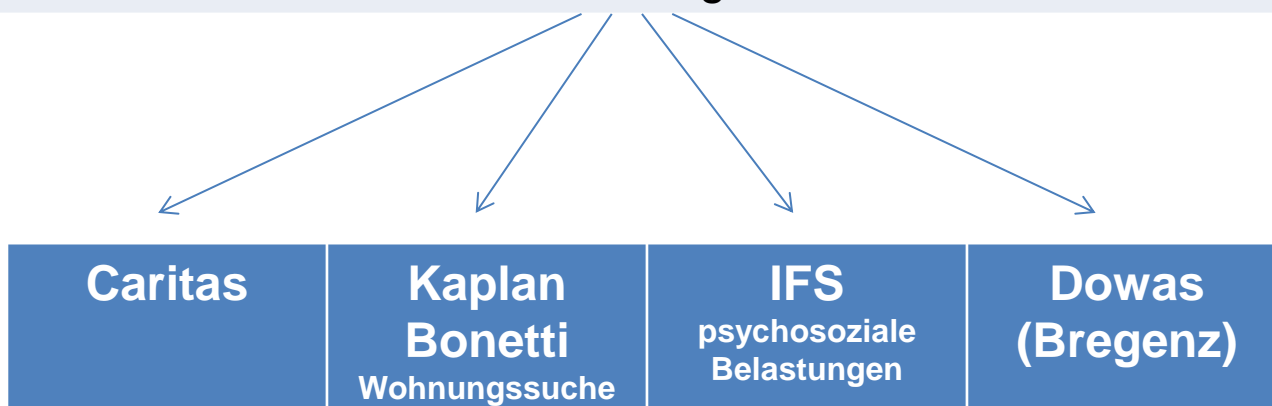 Caritas
Kaplan
Bonetti
Wohnungssuche
IFS
psychosoziale
Belastungen
Dowas
(Bregenz)